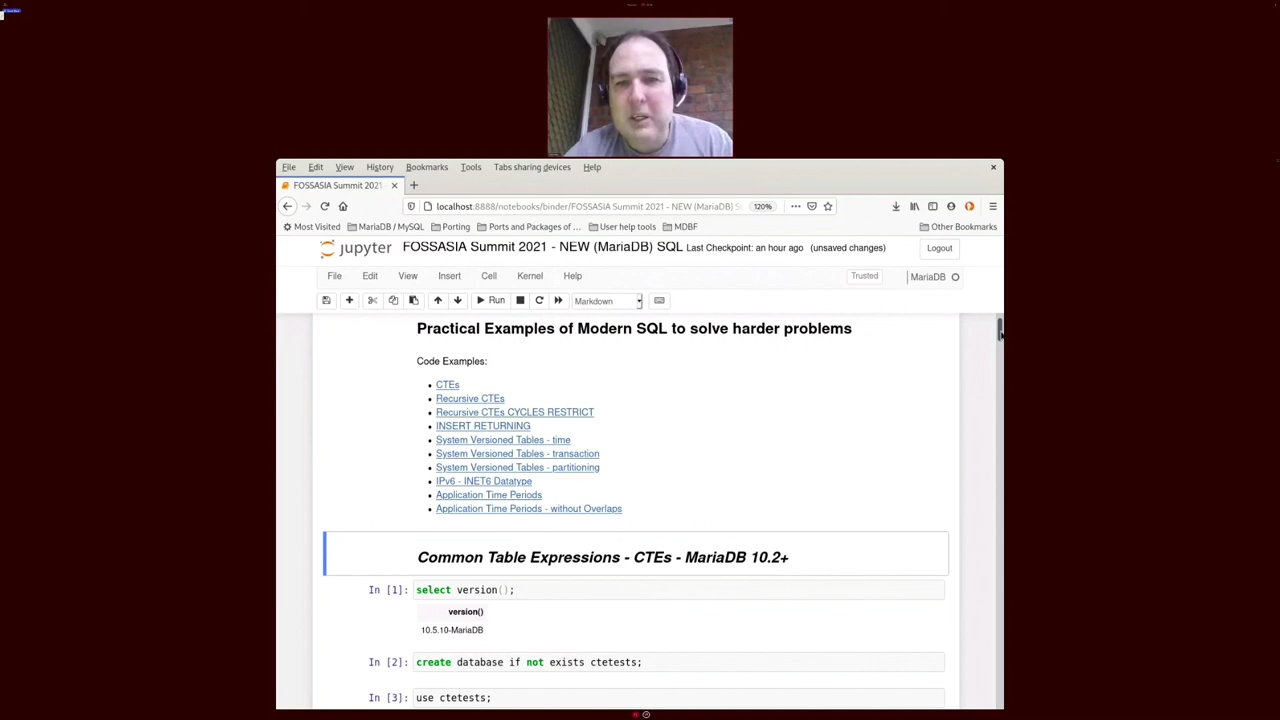 File Edit View History Bookmarks Tools Tabs sharing devices Help
FOSSASIA Summit 2021 -
localhost:8888/notebooks/binder/FOSSASIA Summit 2021 - NEW (MariaDB) S 120%
Most Visited MariaDB / MySQL Porting Ports and Packages of ... User help tools MDBF Other Bookmarks
jupyter FOSSASIA Summit 2021 - NEW (MariaDB) SQL Last Checkpoint: an hour ago (unsaved changes) Logout
File Edit View Insert Cell Kernel Help Trusted MariaDB
Run Markdown
Practical Examples of Modern SQL to solve harder problems
Code Examples:
CTEs
Recursive CTEs
Recursive CTEs CYCLES RESTRICT
INSERT RETURNING
System Versioned Tables - time
System Versioned Tables - transaction
System Versioned Tables - partitioning
IPv6 - INET6 Datatype
Application Time Periods
Application Time Periods - without Overlaps
Common Table Expressions - CTEs - MariaDB 10.2+
In [1]: select version();
version()
10.5.10-MariaDB
In [2]: create database if not exists ctetests;
In [3]: use ctetests;